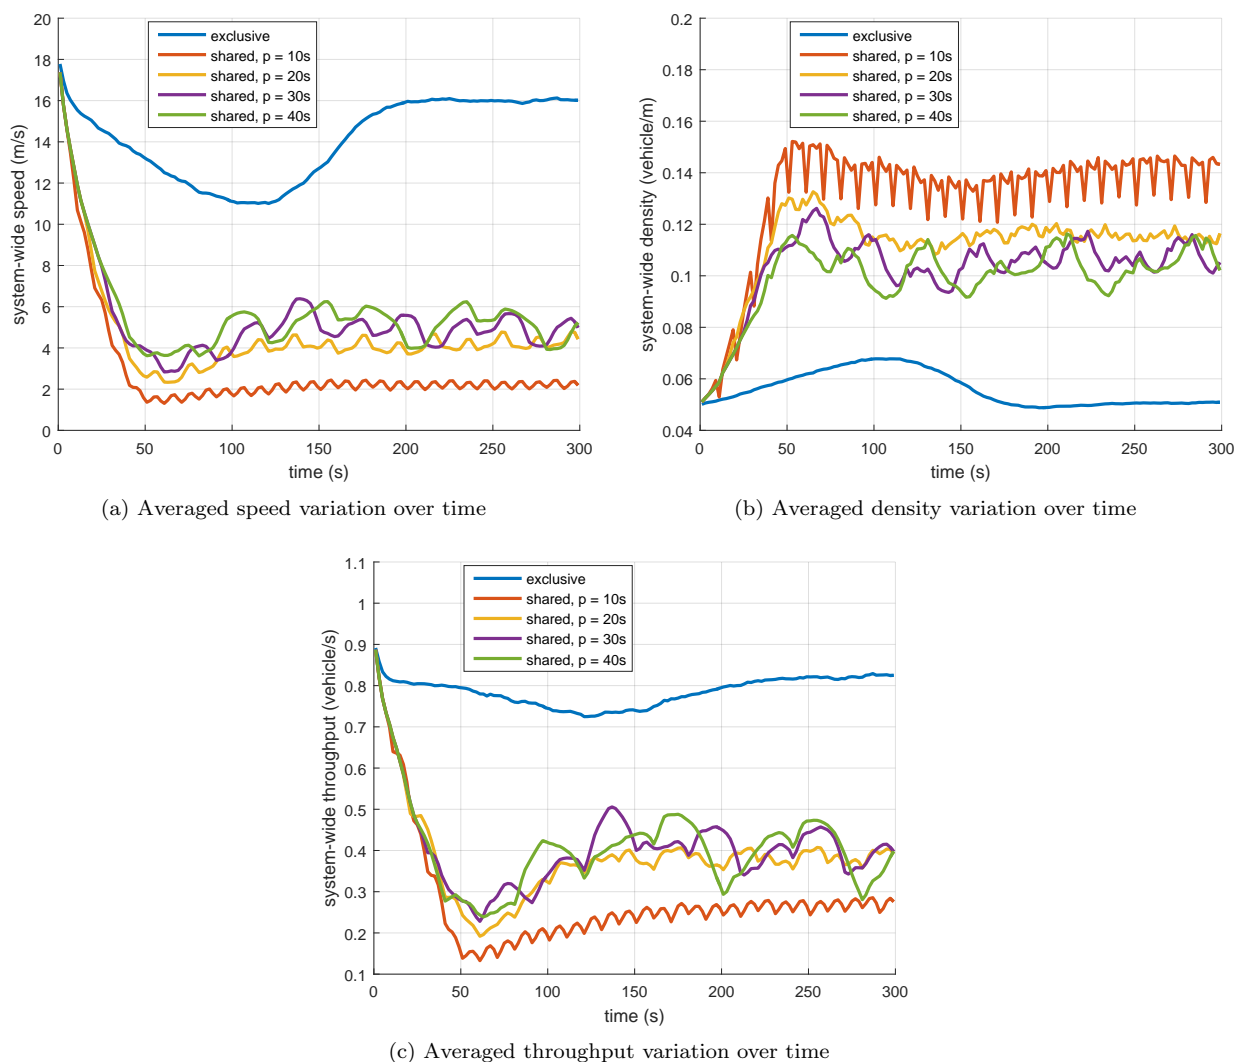 exclusive
shared, p = 10s
shared, p = 20s
shared, p = 30s
shared, p = 40s
system-wide speed (m/s)
20
18
16
14
12
10
8
6
4
2
0
0 50 100 150 200 250 300
time (s)
(a) Averaged speed variation over time
exclusive
shared, p = 10s
shared, p = 20s
shared, p = 30s
shared, p = 40s
system-wide density (vehicle/m)
0.2
0.18
0.16
0.14
0.12
0.1
0.08
0.06
0.04
0 50 100 150 200 250 300
time (s)
(b) Averaged density variation over time
exclusive
shared, p = 10s
shared, p = 20s
shared, p = 30s
shared, p = 40s
system-wide throughput (vehicle/s)
1.1
1
0.9
0.8
0.7
0.6
0.5
0.4
0.3
0.2
0.1
0 50 100 150 200 250 300
time (s)
(c) Averaged throughput variation over time